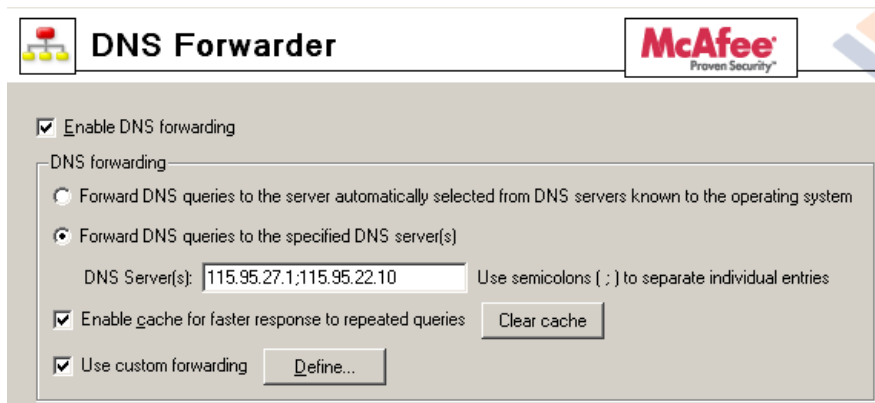 DNS Forwarder
McAfee
Proven Security™
Enable DNS forwarding
DNS forwarding
Forward DNS queries to the server automatically selected from DNS servers known to the operating system
Forward DNS queries to the specified DNS server(s)
DNS Server(s): 115.95.27.1;115.95.22.10 Use semicolons ( ; ) to separate individual entries
Enable cache for faster response to repeated queries Clear cache
Use custom forwarding Define...